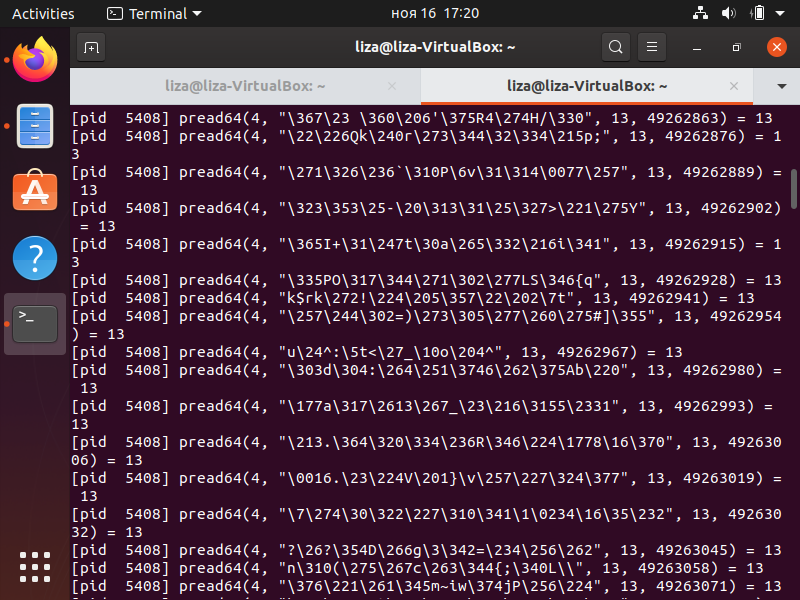 Activities Terminal ноя 16 17:20
liza@liza-VirtualBox: ~
liza@liza-VirtualBox: ~ liza@liza-VirtualBox: ~
[pid  5408] pread64(4, "\367\23 \360\206'\375R4\274H/\330", 13, 49262863) = 13
[pid  5408] pread64(4, "\22\226Qk\240r\273\344\32\334\215p;", 13, 49262876) = 1
3
[pid  5408] pread64(4, "\271\326\236`\310P\6v\31\314\0077\257", 13, 49262889) =
 13
[pid  5408] pread64(4, "\323\353\25-\20\313\31\25\327>\221\275Y", 13, 49262902)
 = 13
[pid  5408] pread64(4, "\365I+\31\247t\30a\265\332\216i\341", 13, 49262915) = 1
3
[pid  5408] pread64(4, "\335PO\317\344\271\302\277LS\346{q", 13, 49262928) = 13
[pid  5408] pread64(4, "k$rk\272!\224\205\357\22\202\7t", 13, 49262941) = 13
[pid  5408] pread64(4, "\257\244\302=)\273\305\277\260\275#]\355", 13, 49262954
) = 13
[pid  5408] pread64(4, "u\24^:\5t<\27_\10o\204^", 13, 49262967) = 13
[pid  5408] pread64(4, "\303d\304:\264\251\3746\262\375Ab\220", 13, 49262980) =
 13
[pid  5408] pread64(4, "\177a\317\2613\267_\23\216\3155\2331", 13, 49262993) =
13
[pid  5408] pread64(4, "\213.\364\320\334\236R\346\224\1778\16\370", 13, 492630
06) = 13
[pid  5408] pread64(4, "\0016.\23\224V\201}\v\257\227\324\377", 13, 49263019) =
 13
[pid  5408] pread64(4, "\7\274\30\322\227\310\341\1\0234\16\35\232", 13, 492630
32) = 13
[pid  5408] pread64(4, "?\26?\354D\266g\3\342=\234\256\262", 13, 49263045) = 13
[pid  5408] pread64(4, "n\310(\275\267c\263\344{;\340L\\", 13, 49263058) = 13
[pid  5408] pread64(4, "\376\221\261\345m~iw\374jP\256\224", 13, 49263071) = 13